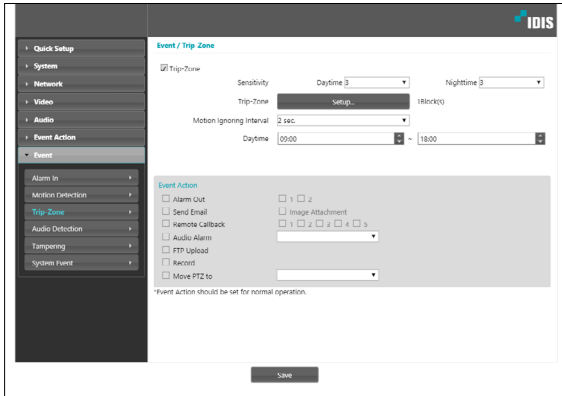 IDIS
Quick Setup
System
Network
Video
Audio
Event Action
Event
Alarm In
Motion Detection
Trip-Zone
Audio Detection
Tampering
System Event
Event / Trip-Zone
Trip-Zone
Sensitivity Daytime 3 Nighttime 3
Trip-Zone Setup... 1Block(s)
Motion Ignoring Interval 2 sec.
Daytime 09:00 ~ 18:00
Event Action
Alarm Out 1 2
Send Email Image Attachment
Remote Callback 1 2 3 4 5
Audio Alarm
FTP Upload
Record
Move PTZ to
*Event Action should be set for normal operation.
Save